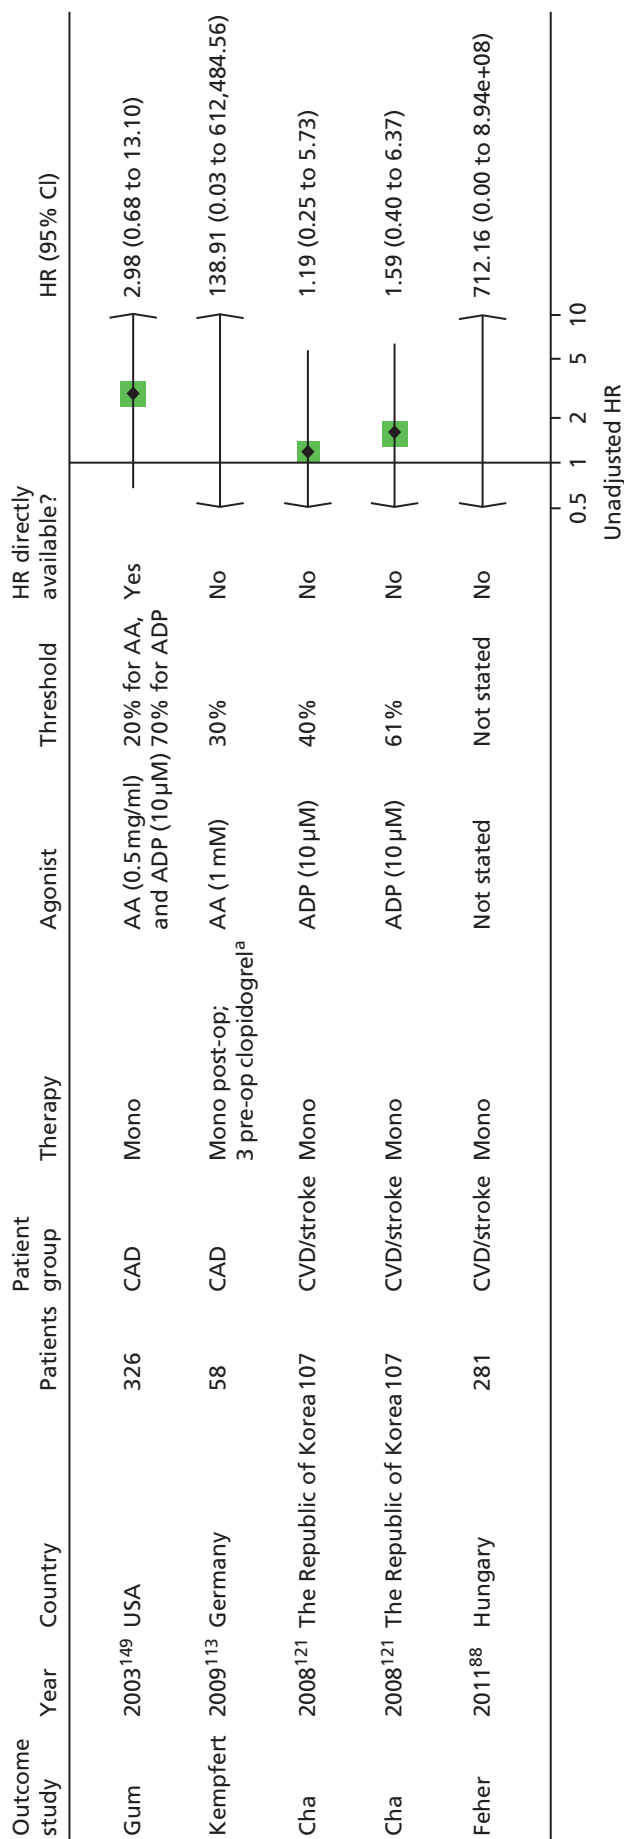 Outcome study Year Country Patients Patient group Therapy Agonist Threshold HR directly available? HR (95% CI)
Gum 2003149 USA 326 CAD Mono AA (0.5 mg/ml) and ADP (10 µM) 20% for AA, 70% for ADP Yes 2.98 (0.68 to 13.10)
Kempfert 2009113 Germany 58 CAD Mono post-op; 3 pre-op clopidogrela AA (1 mM) 30% No 138.91 (0.03 to 612,484.56)
Cha 2008121 The Republic of Korea 107 CVD/stroke Mono ADP (10 µM) 40% No 1.19 (0.25 to 5.73)
Cha 2008121 The Republic of Korea 107 CVD/stroke Mono ADP (10 µM) 61% No 1.59 (0.40 to 6.37)
Feher 201188 Hungary 281 CVD/stroke Mono Not stated Not stated No 712.16 (0.00 to 8.94e+08)
0.5 1 2 5 10
Unadjusted HR